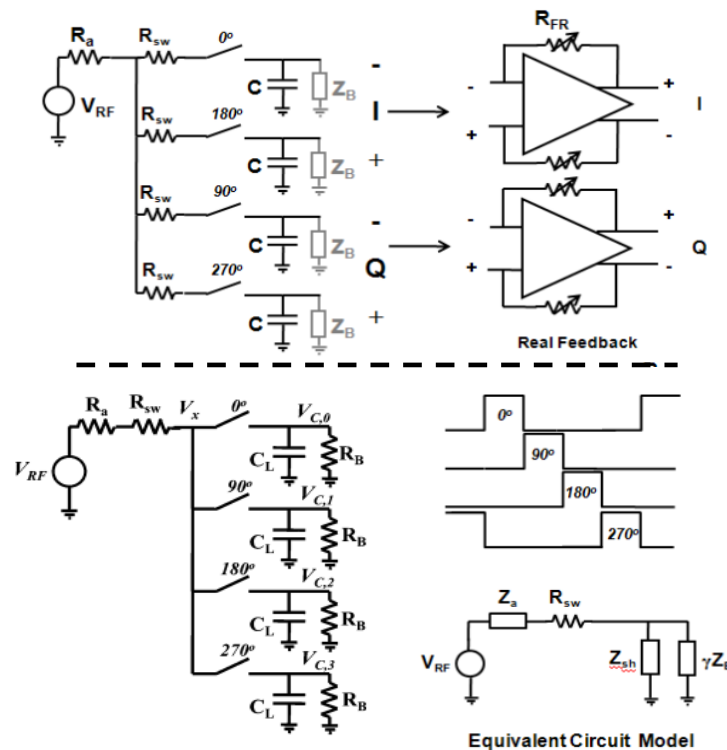 Ra Rsw 0o
VRF
C ZB
-
I
Rsw 180o
C ZB
+
Rsw 90o
C ZB
-
Q
Rsw 270o
C ZB
+
RFR
- +
I
+ -
- +
Q
+ -
Real Feedback
Ra Rsw Vx 0o VC,0
VRF
CL RB
90o VC,1
CL RB
180o VC,2
CL RB
270o VC,3
CL RB
0o
90o
180o
270o
Za Rsw
VRF Zsh
Equivalent Circuit Model